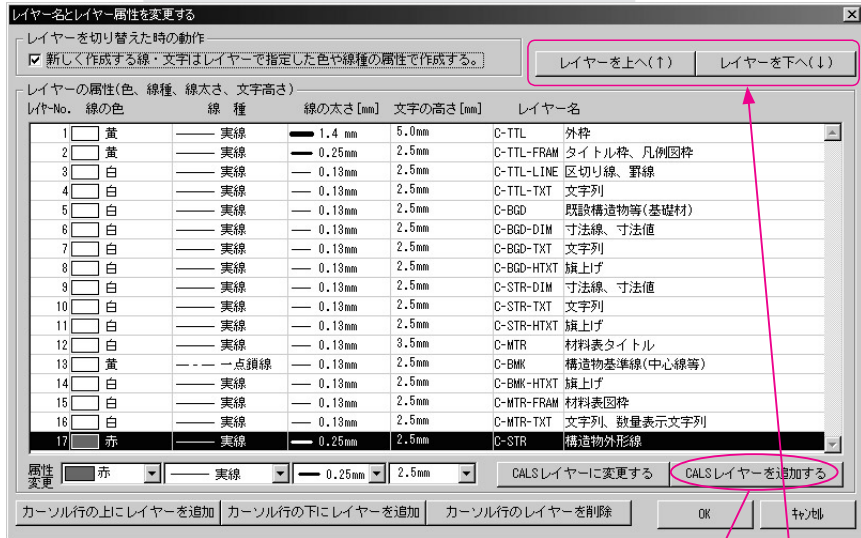 レイヤー名とレイヤー属性を変更する
レイヤーを切り替えた時の動作
新しく作成する線・文字はレイヤーで指定した色や線種の属性で作成する。
レイヤーを上へ(↑) レイヤーを下へ(↓)
レイヤーの属性(色、線種、線太さ、文字高さ)
ﾚｲﾔｰNo. 線の色 線 種 線の太さ[mm] 文字の高さ[mm] レイヤー名
1 黄 実線 1.4 mm 5.0mm C-TTL 外枠
2 黄 実線 0.25mm 2.5mm C-TTL-FRAM タイトル枠、凡例図枠
3 白 実線 0.13mm 2.5mm C-TTL-LINE 区切り線、罫線
4 白 実線 0.13mm 2.5mm C-TTL-TXT 文字列
5 白 実線 0.13mm 2.5mm C-BGD 既設構造物等(基礎材)
6 白 実線 0.13mm 2.5mm C-BGD-DIM 寸法線、寸法値
7 白 実線 0.13mm 2.5mm C-BGD-TXT 文字列
8 白 実線 0.13mm 2.5mm C-BGD-HTXT 旗上げ
9 白 実線 0.13mm 2.5mm C-STR-DIM 寸法線、寸法値
10 白 実線 0.13mm 2.5mm C-STR-TXT 文字列
11 白 実線 0.13mm 2.5mm C-STR-HTXT 旗上げ
12 白 実線 0.13mm 3.5mm C-MTR 材料表タイトル
13 黄 一点鎖線 0.13mm 2.5mm C-BMK 構造物基準線(中心線等)
14 白 実線 0.13mm 2.5mm C-BMK-HTXT 旗上げ
15 白 実線 0.13mm 2.5mm C-MTR-FRAM 材料表図枠
16 白 実線 0.13mm 2.5mm C-MTR-TXT 文字列、数量表示文字列
17 赤 実線 0.25mm 2.5mm C-STR 構造物外形線
属性変更 赤 実線 0.25mm 2.5mm CALSレイヤーに変更する CALSレイヤーを追加する
カーソル行の上にレイヤーを追加 カーソル行の下にレイヤーを追加 カーソル行のレイヤーを削除 OK ｷｬﾝｾﾙ